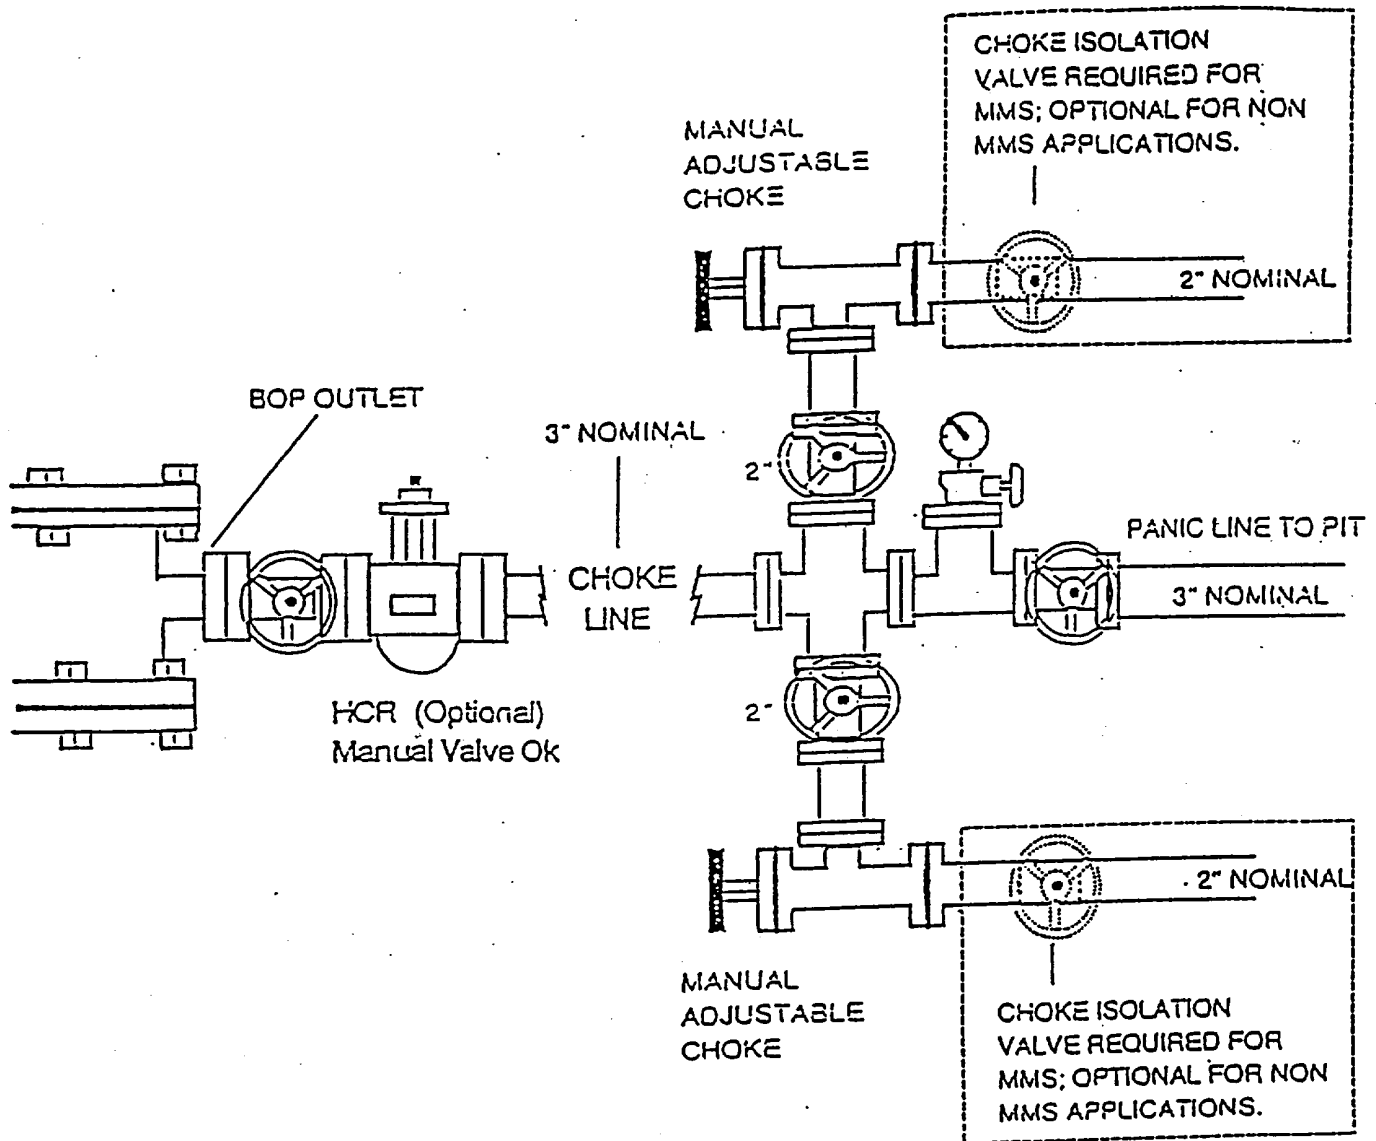 CHOKE ISOLATION
VALVE REQUIRED FOR
MMS; OPTIONAL FOR NON
MMS APPLICATIONS.
MANUAL
ADJUSTABLE
CHOKE
2" NOMINAL
BOP OUTLET
3" NOMINAL
2"
PANIC LINE TO PIT
CHOKE
LINE
3" NOMINAL
HCR (Optional)
Manual Valve Ok
2"
2" NOMINAL
MANUAL
ADJUSTABLE
CHOKE
CHOKE ISOLATION
VALVE REQUIRED FOR
MMS; OPTIONAL FOR NON
MMS APPLICATIONS.